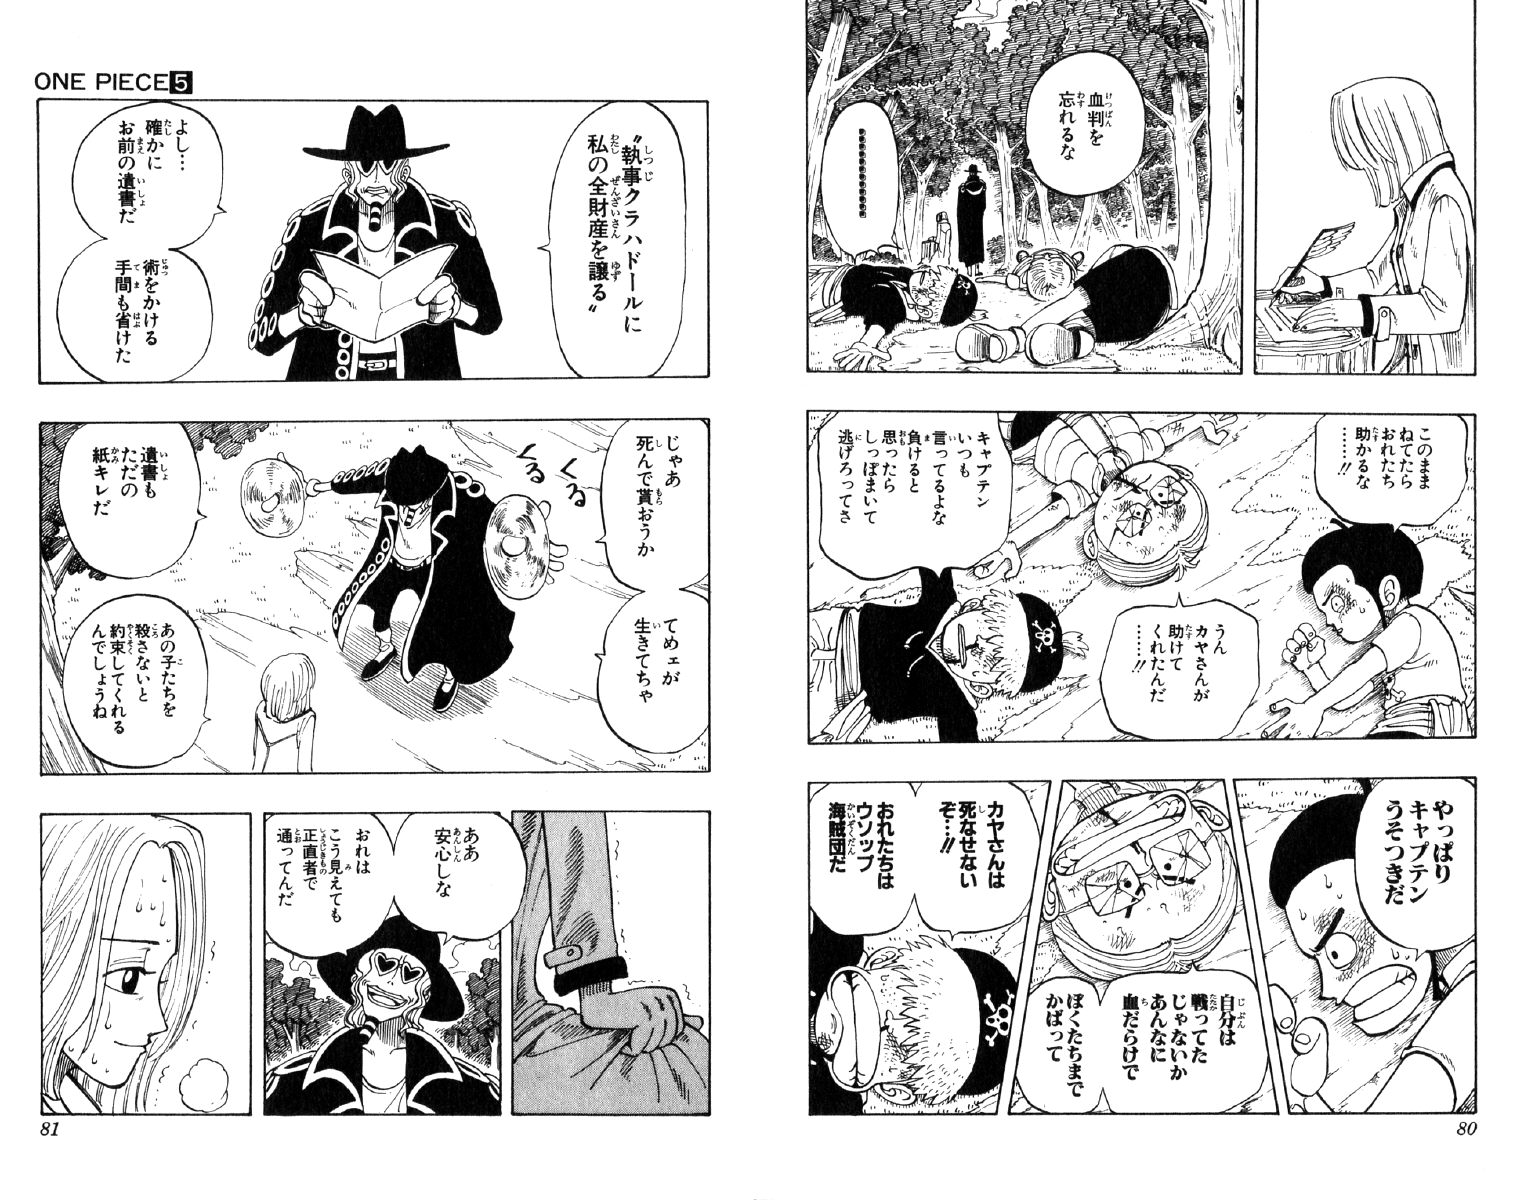 血判を
忘れるな
………………
このまま
ねてたら
おれたち
助かるな
……!!
キャプテン
いつも
言ってるよな
負けると
思ったら
しっぽまいて
逃げろってさ
うん
カヤさんが
助けて
くれたんだ
……!!
やっぱり
キャプテン
うそつきだ
自分は
戦ってた
じゃないか
あんなに
血だらけで
ぼくたちまで
かばって
カヤさんは
死なせない
ぞ…!!
おれたちは
ウソップ
海賊団だ
80
ONE PIECE 5
〝執事クラハドールに
私の全財産を譲る〟
よし…
確かに
お前の遺書だ
術をかける
手間も省けた
じゃあ
死んで貰おうか
てめェが
生きてちゃ
くるくる
遺書も
ただの
紙キレだ
あの子たちを
殺さないと
約束してくれる
んでしょうね
ああ
安心しな
おれは
こう見えても
正直者で
通ってんだ
81